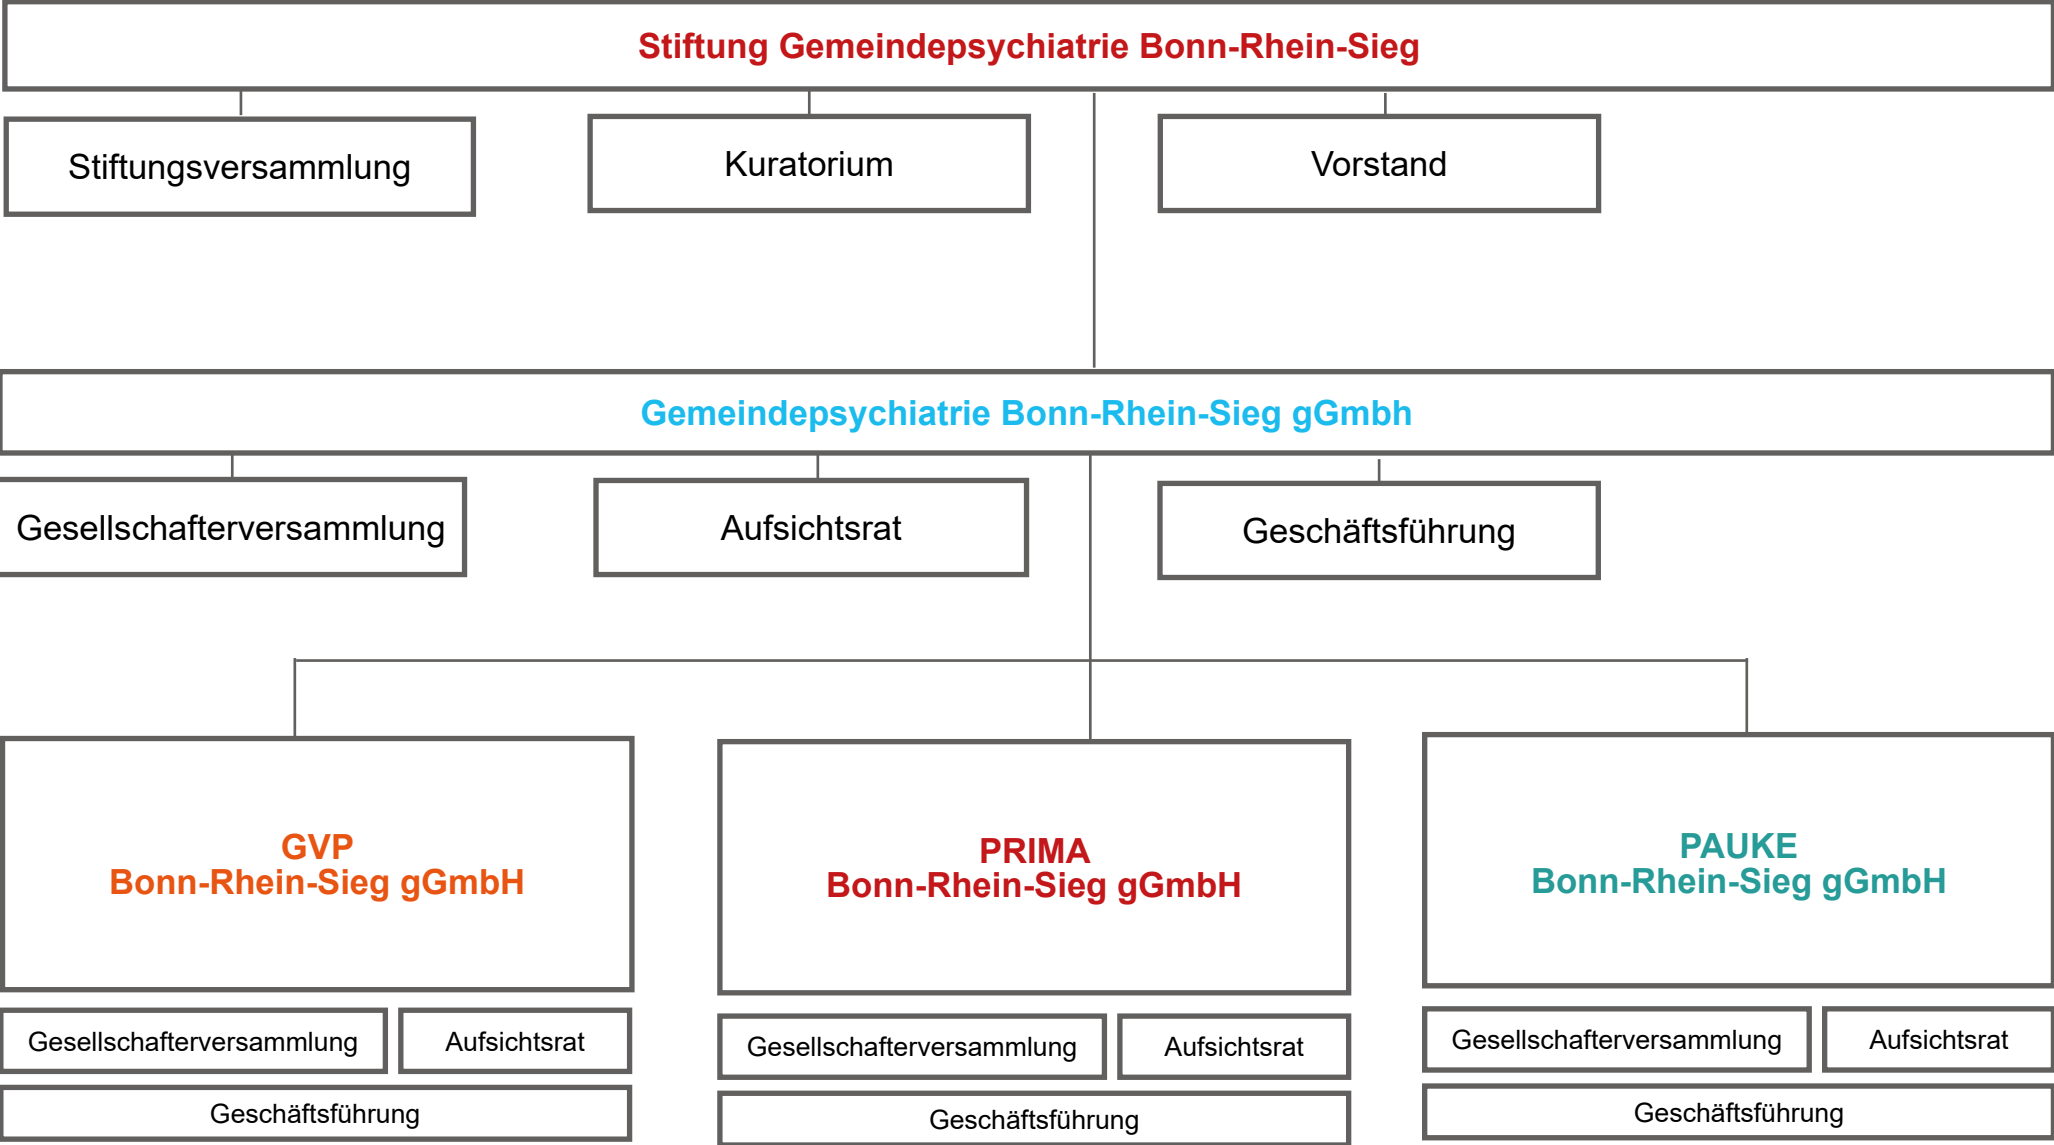 Stiftung Gemeindepsychiatrie Bonn-Rhein-Sieg
Stiftungsversammlung
Kuratorium
Vorstand
Gemeindepsychiatrie Bonn-Rhein-Sieg gGmbh
Gesellschafterversammlung
Aufsichtsrat
Geschäftsführung
GVP
Bonn-Rhein-Sieg gGmbH
Gesellschafterversammlung
Aufsichtsrat
Geschäftsführung
PRIMA
Bonn-Rhein-Sieg gGmbH
Gesellschafterversammlung
Aufsichtsrat
Geschäftsführung
PAUKE
Bonn-Rhein-Sieg gGmbH
Gesellschafterversammlung
Aufsichtsrat
Geschäftsführung